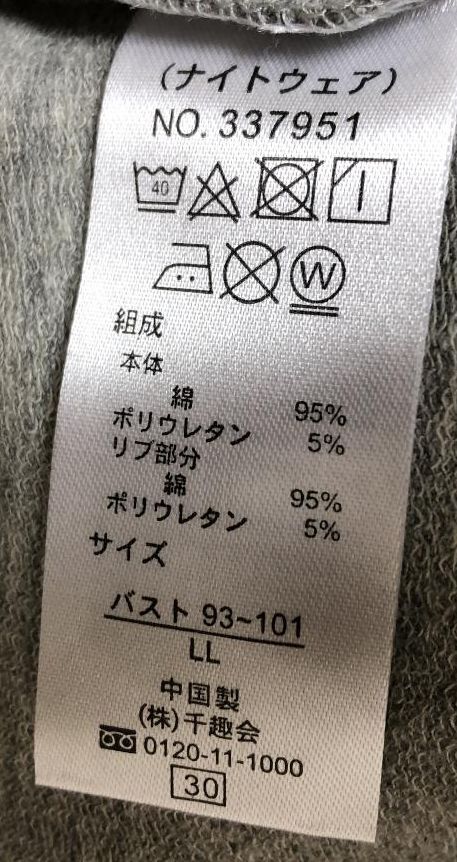 (ナイトウェア)
NO. 337951
40
W
組成
本体
綿 95%
ポリウレタン 5%
リブ部分
綿 95%
ポリウレタン 5%
サイズ
バスト 93~101
LL
中国製
(株)千趣会
0120-11-1000
30